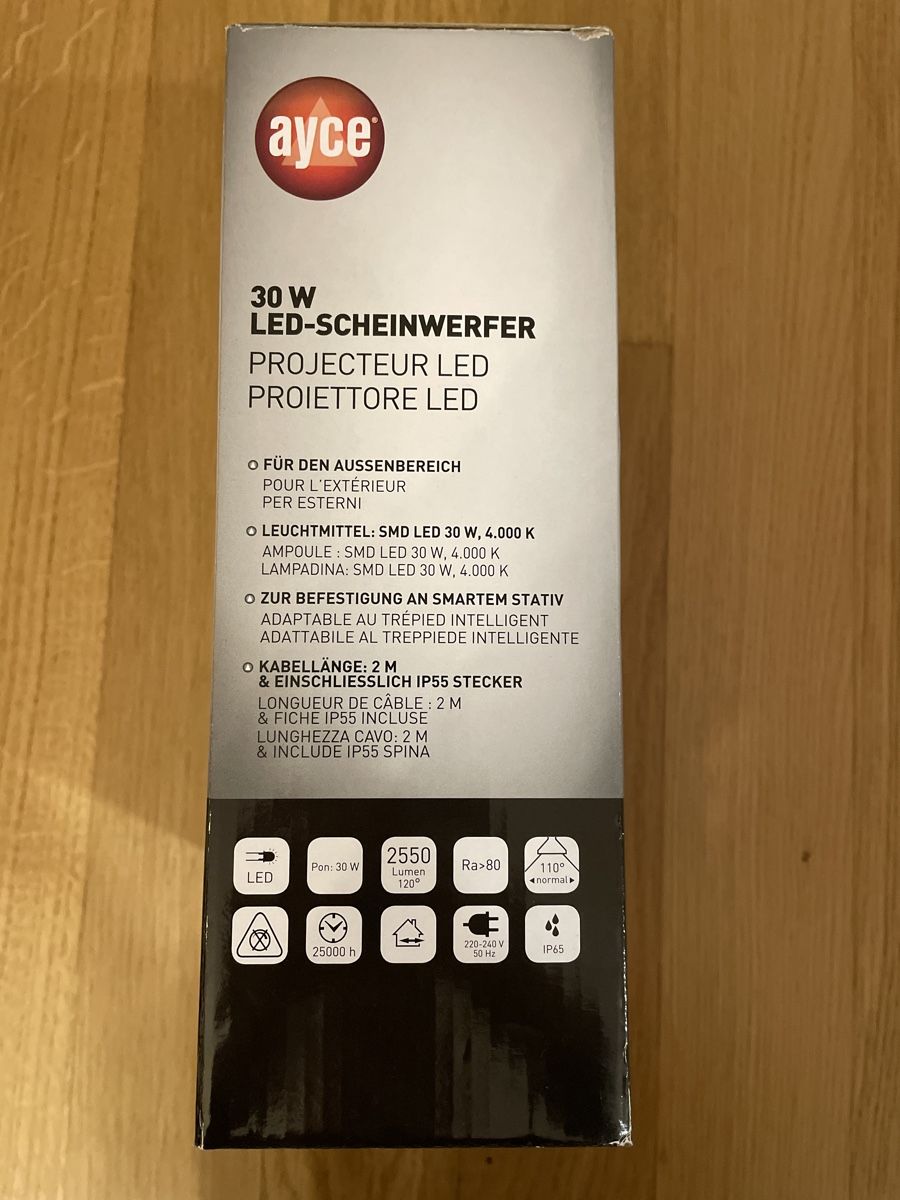 ayce®
30 W
LED-SCHEINWERFER
PROJECTEUR LED
PROIETTORE LED
FÜR DEN AUSSENBEREICH
POUR L'EXTÉRIEUR
PER ESTERNI
LEUCHTMITTEL: SMD LED 30 W, 4.000 K
AMPOULE : SMD LED 30 W, 4.000 K
LAMPADINA: SMD LED 30 W, 4.000 K
ZUR BEFESTIGUNG AN SMARTEM STATIV
ADAPTABLE AU TRÉPIED INTELLIGENT
ADATTABILE AL TREPPIEDE INTELLIGENTE
KABELLÄNGE: 2 M
& EINSCHLIESSLICH IP55 STECKER
LONGUEUR DE CÂBLE : 2 M
& FICHE IP55 INCLUSE
LUNGHEZZA CAVO: 2 M
& INCLUDE IP55 SPINA
LED
Pon: 30 W
2550
Lumen
120°
Ra>80
110°
normal
25000 h
220-240 V
50 Hz
IP65